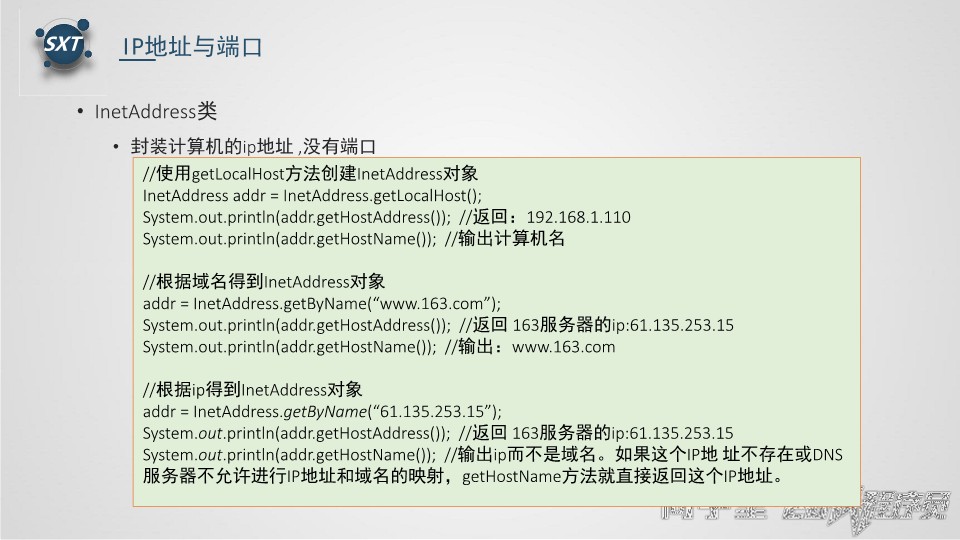 SXT
IP地址与端口
• InetAddress类
• 封装计算机的ip地址 ,没有端口
//使用getLocalHost方法创建InetAddress对象
InetAddress addr = InetAddress.getLocalHost();
System.out.println(addr.getHostAddress());  //返回：192.168.1.110
System.out.println(addr.getHostName());  //输出计算机名
//根据域名得到InetAddress对象
addr = InetAddress.getByName(“www.163.com”);
System.out.println(addr.getHostAddress());  //返回 163服务器的ip:61.135.253.15
System.out.println(addr.getHostName());  //输出：www.163.com
//根据ip得到InetAddress对象
addr = InetAddress.getByName(“61.135.253.15”);
System.out.println(addr.getHostAddress());  //返回 163服务器的ip:61.135.253.15
System.out.println(addr.getHostName());  //输出ip而不是域名。如果这个IP地 址不存在或DNS
服务器不允许进行IP地址和域名的映射，getHostName方法就直接返回这个IP地址。